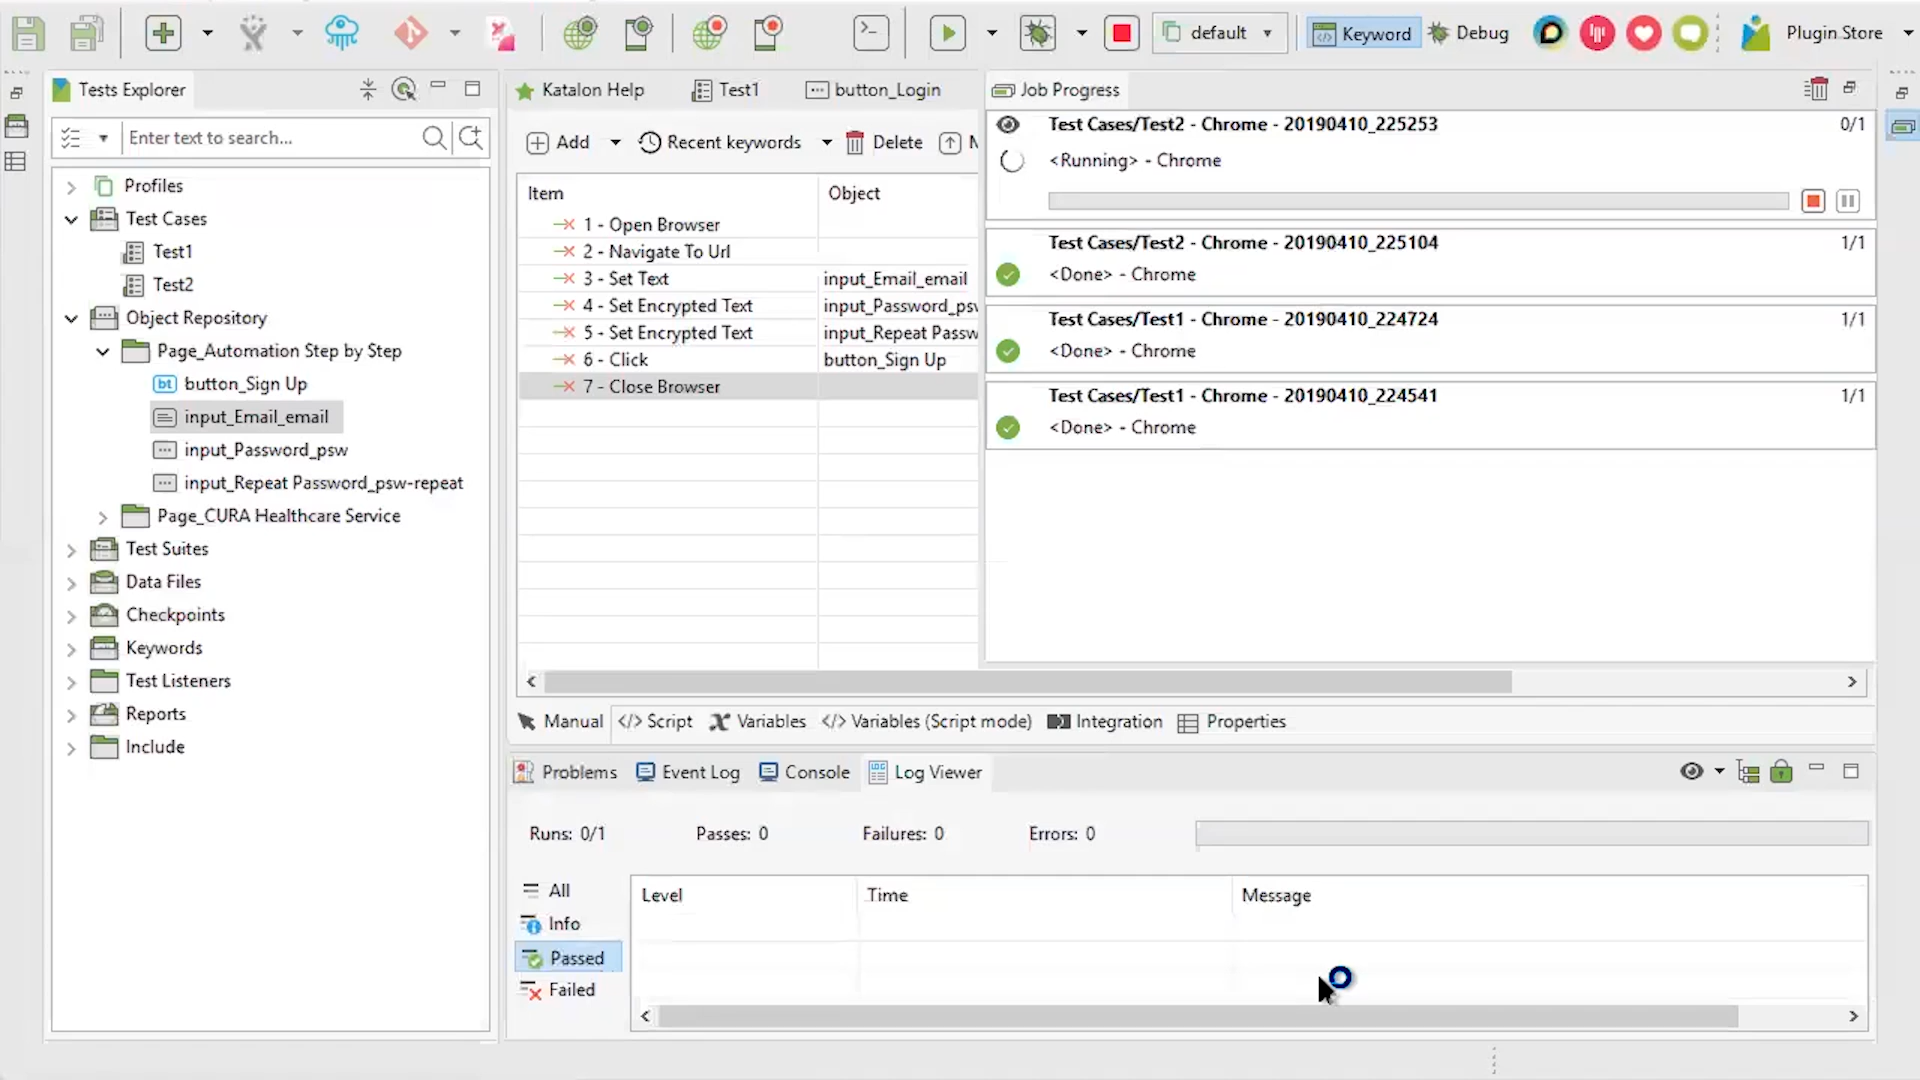 default
Keyword
Debug
Plugin Store
Tests Explorer
Enter text to search...
Profiles
Test Cases
Test1
Test2
Object Repository
Page_Automation Step by Step
button_Sign Up
input_Email_email
input_Password_psw
input_Repeat Password_psw-repeat
Page_CURA Healthcare Service
Test Suites
Data Files
Checkpoints
Keywords
Test Listeners
Reports
Include
Katalon Help
Test1
button_Login
Add
Recent keywords
Delete
M
Item
Object
1 - Open Browser
2 - Navigate To Url
3 - Set Text
input_Email_email
4 - Set Encrypted Text
input_Password_psv
5 - Set Encrypted Text
input_Repeat Passw
6 - Click
button_Sign Up
7 - Close Browser
Job Progress
Test Cases/Test2 - Chrome - 20190410_225253
0/1
<Running> - Chrome
Test Cases/Test2 - Chrome - 20190410_225104
1/1
<Done> - Chrome
Test Cases/Test1 - Chrome - 20190410_224724
1/1
<Done> - Chrome
Test Cases/Test1 - Chrome - 20190410_224541
1/1
<Done> - Chrome
Manual
</> Script
Variables
</> Variables (Script mode)
Integration
Properties
Problems
Event Log
Console
Log Viewer
Runs: 0/1
Passes: 0
Failures: 0
Errors: 0
All
Info
Passed
Failed
Level
Time
Message